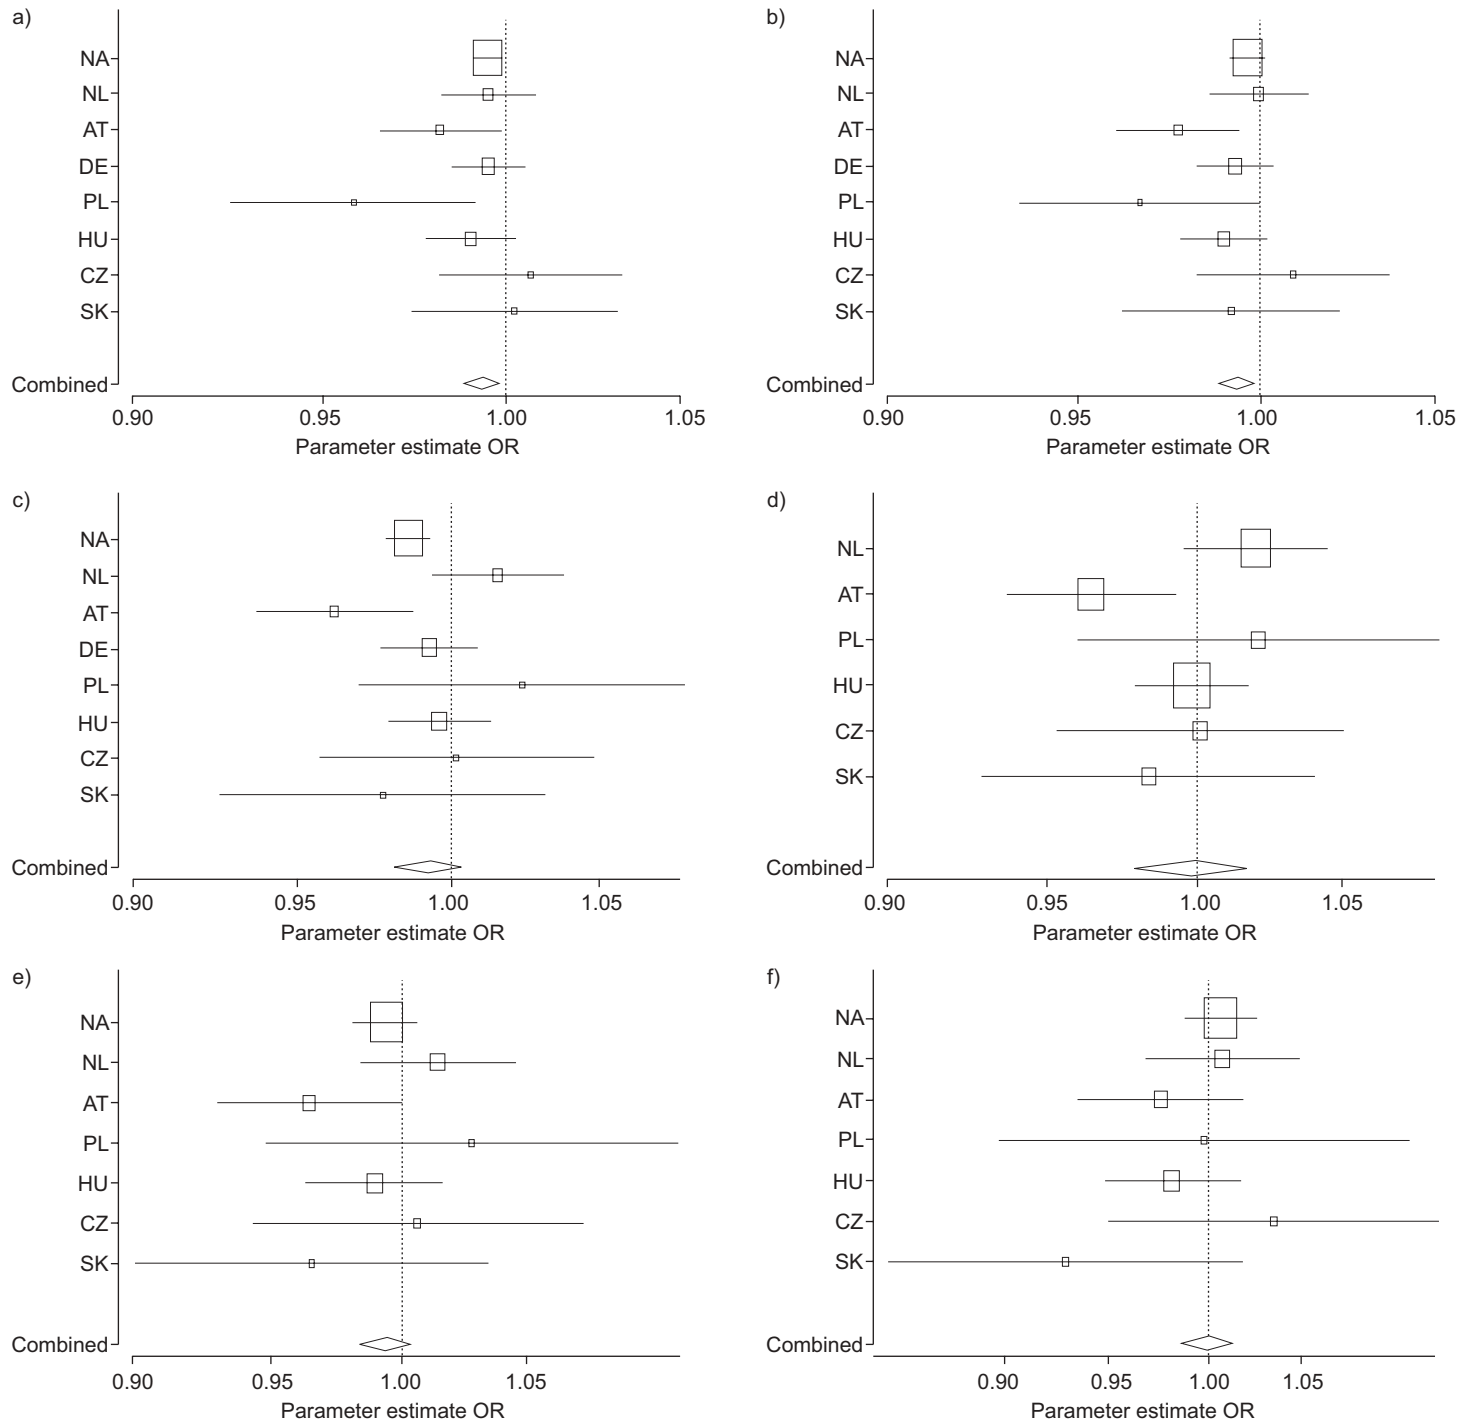 a)
NA
NL
AT
DE
PL
HU
CZ
SK
Combined
0.90 0.95 1.00 1.05
Parameter estimate OR
b)
NA
NL
AT
DE
PL
HU
CZ
SK
Combined
0.90 0.95 1.00 1.05
Parameter estimate OR
c)
NA
NL
AT
DE
PL
HU
CZ
SK
Combined
0.90 0.95 1.00 1.05
Parameter estimate OR
d)
NL
AT
PL
HU
CZ
SK
Combined
0.90 0.95 1.00 1.05
Parameter estimate OR
e)
NA
NL
AT
PL
HU
CZ
SK
Combined
0.90 0.95 1.00 1.05
Parameter estimate OR
f)
NA
NL
AT
PL
HU
CZ
SK
Combined
0.90 0.95 1.00 1.05
Parameter estimate OR